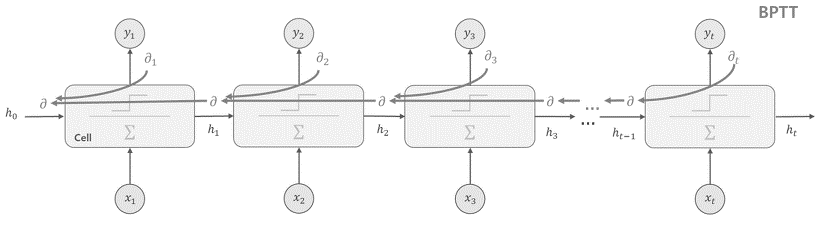 BPTT
y₁ y₂ y₃ yₜ
∂₁ ∂₂ ∂₃ ∂ₜ
∂ ∂ ∂ ∂ ... ∂
h₀ h₁ h₂ h₃ ... hₜ₋₁ hₜ
Σ Σ Σ Σ
Cell
x₁ x₂ x₃ xₜ